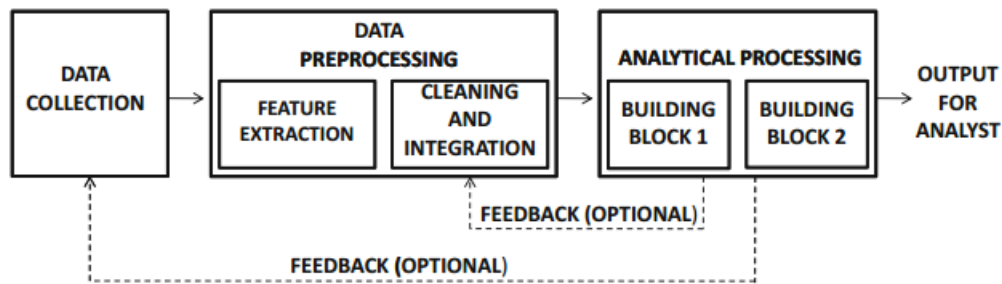 DATA
COLLECTION
DATA
PREPROCESSING
FEATURE
EXTRACTION
CLEANING
AND
INTEGRATION
ANALYTICAL PROCESSING
BUILDING
BLOCK 1
BUILDING
BLOCK 2
OUTPUT
FOR
ANALYST
FEEDBACK (OPTIONAL)
FEEDBACK (OPTIONAL)